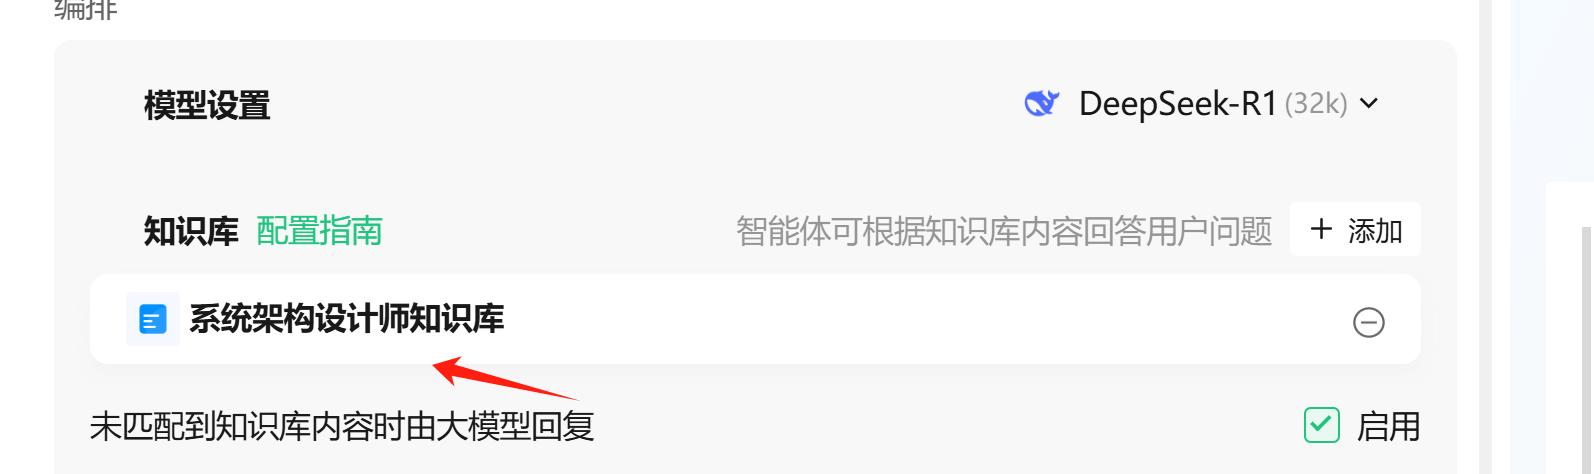 编排
模型设置
DeepSeek-R1 (32k)
知识库 配置指南
智能体可根据知识库内容回答用户问题
+ 添加
系统架构设计师知识库
未匹配到知识库内容时由大模型回复
启用